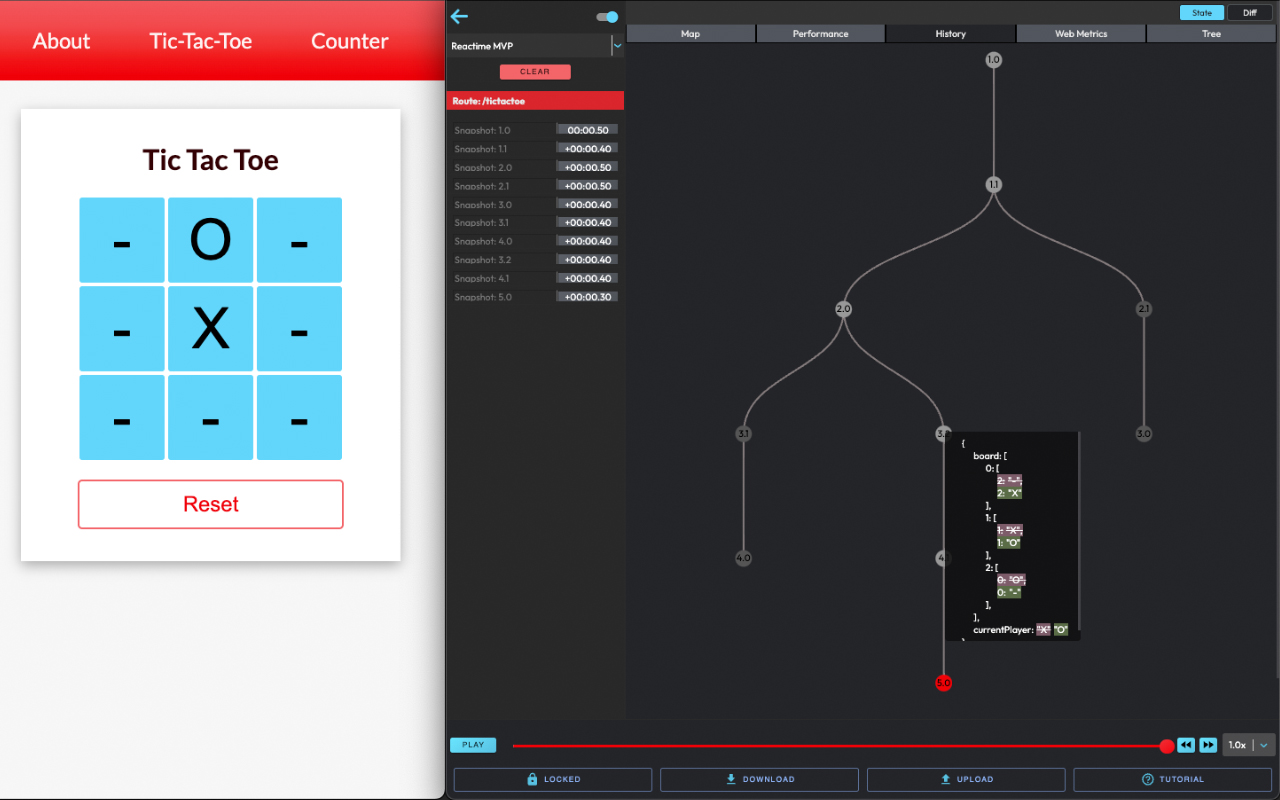 About Tic-Tac-Toe Counter
Tic Tac Toe
- O -
- X -
- - -
Reset
Reactime MVP
CLEAR
Route: /tictactoe
Snapshot: 1.0 00:00.50
Snapshot: 1.1 +00:00.40
Snapshot: 2.0 +00:00.50
Snapshot: 2.1 +00:00.50
Snapshot: 3.0 +00:00.40
Snapshot: 3.1 +00:00.40
Snapshot: 4.0 +00:00.40
Snapshot: 3.2 +00:00.40
Snapshot: 4.1 +00:00.40
Snapshot: 5.0 +00:00.30
State Diff
Map Performance History Web Metrics Tree
1.0
1.1
2.0 2.1
3.1 3. 3.0
{
board: [
0: [
2: "-",
2: "X"
],
1: [
1: "X",
1: "O"
],
2: [
0: "O",
0: "-"
],
],
currentPlayer: "X" "O"
4.0 4.
5.0
PLAY 1.0x
LOCKED DOWNLOAD UPLOAD TUTORIAL